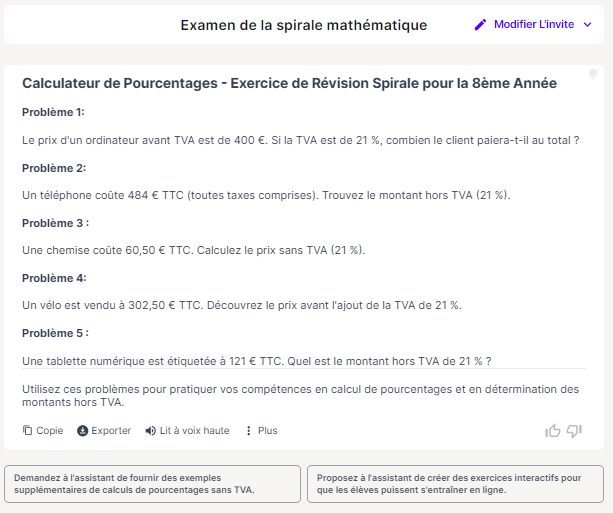 Examen de la spirale mathématique
Modifier L'invite
Calculateur de Pourcentages - Exercice de Révision Spirale pour la 8ème Année
Problème 1:
Le prix d'un ordinateur avant TVA est de 400 €. Si la TVA est de 21 %, combien le client paiera-t-il au total ?
Problème 2:
Un téléphone coûte 484 € TTC (toutes taxes comprises). Trouvez le montant hors TVA (21 %).
Problème 3 :
Une chemise coûte 60,50 € TTC. Calculez le prix sans TVA (21 %).
Problème 4:
Un vélo est vendu à 302,50 € TTC. Découvrez le prix avant l'ajout de la TVA de 21 %.
Problème 5 :
Une tablette numérique est étiquetée à 121 € TTC. Quel est le montant hors TVA de 21 % ?
Utilisez ces problèmes pour pratiquer vos compétences en calcul de pourcentages et en détermination des
montants hors TVA.
Copie Exporter Lit à voix haute Plus
Demandez à l'assistant de fournir des exemples
supplémentaires de calculs de pourcentages sans TVA.
Proposez à l'assistant de créer des exercices interactifs pour
que les élèves puissent s'entraîner en ligne.